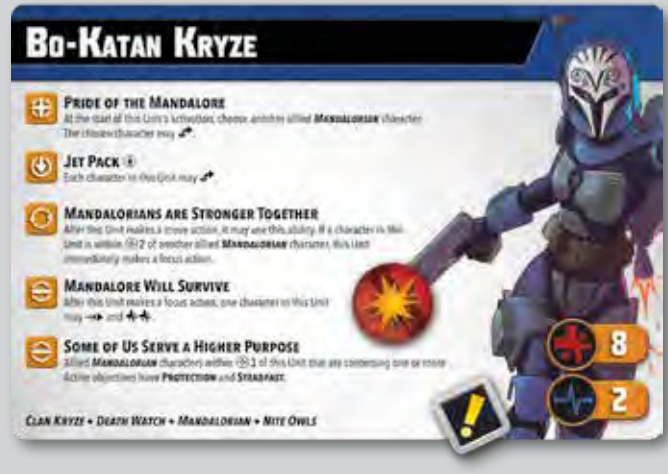 BO-KATAN KRYZE
PRIDE OF THE MANDALORE
At the start of this Unit's activation, choose another allied MANDALORIAN character.
The chosen character may
JET PACK
Each character in this Unit may
MANDALORIANS ARE STRONGER TOGETHER
After this Unit makes a move action, it may use this ability. If a character in this
Unit is within 2 of another allied MANDALORIAN character, this Unit
immediately makes a focus action.
MANDALORE WILL SURVIVE
After this Unit makes a focus action, one character in this Unit
may and
SOME OF US SERVE A HIGHER PURPOSE
Allied MANDALORIAN characters within of this Unit that are contesting one or more
Active objectives have PROTECTION and STEADFAST.
8
2
CLAN KRYZE • DEATH WATCH • MANDALORIAN • NITE OWLS